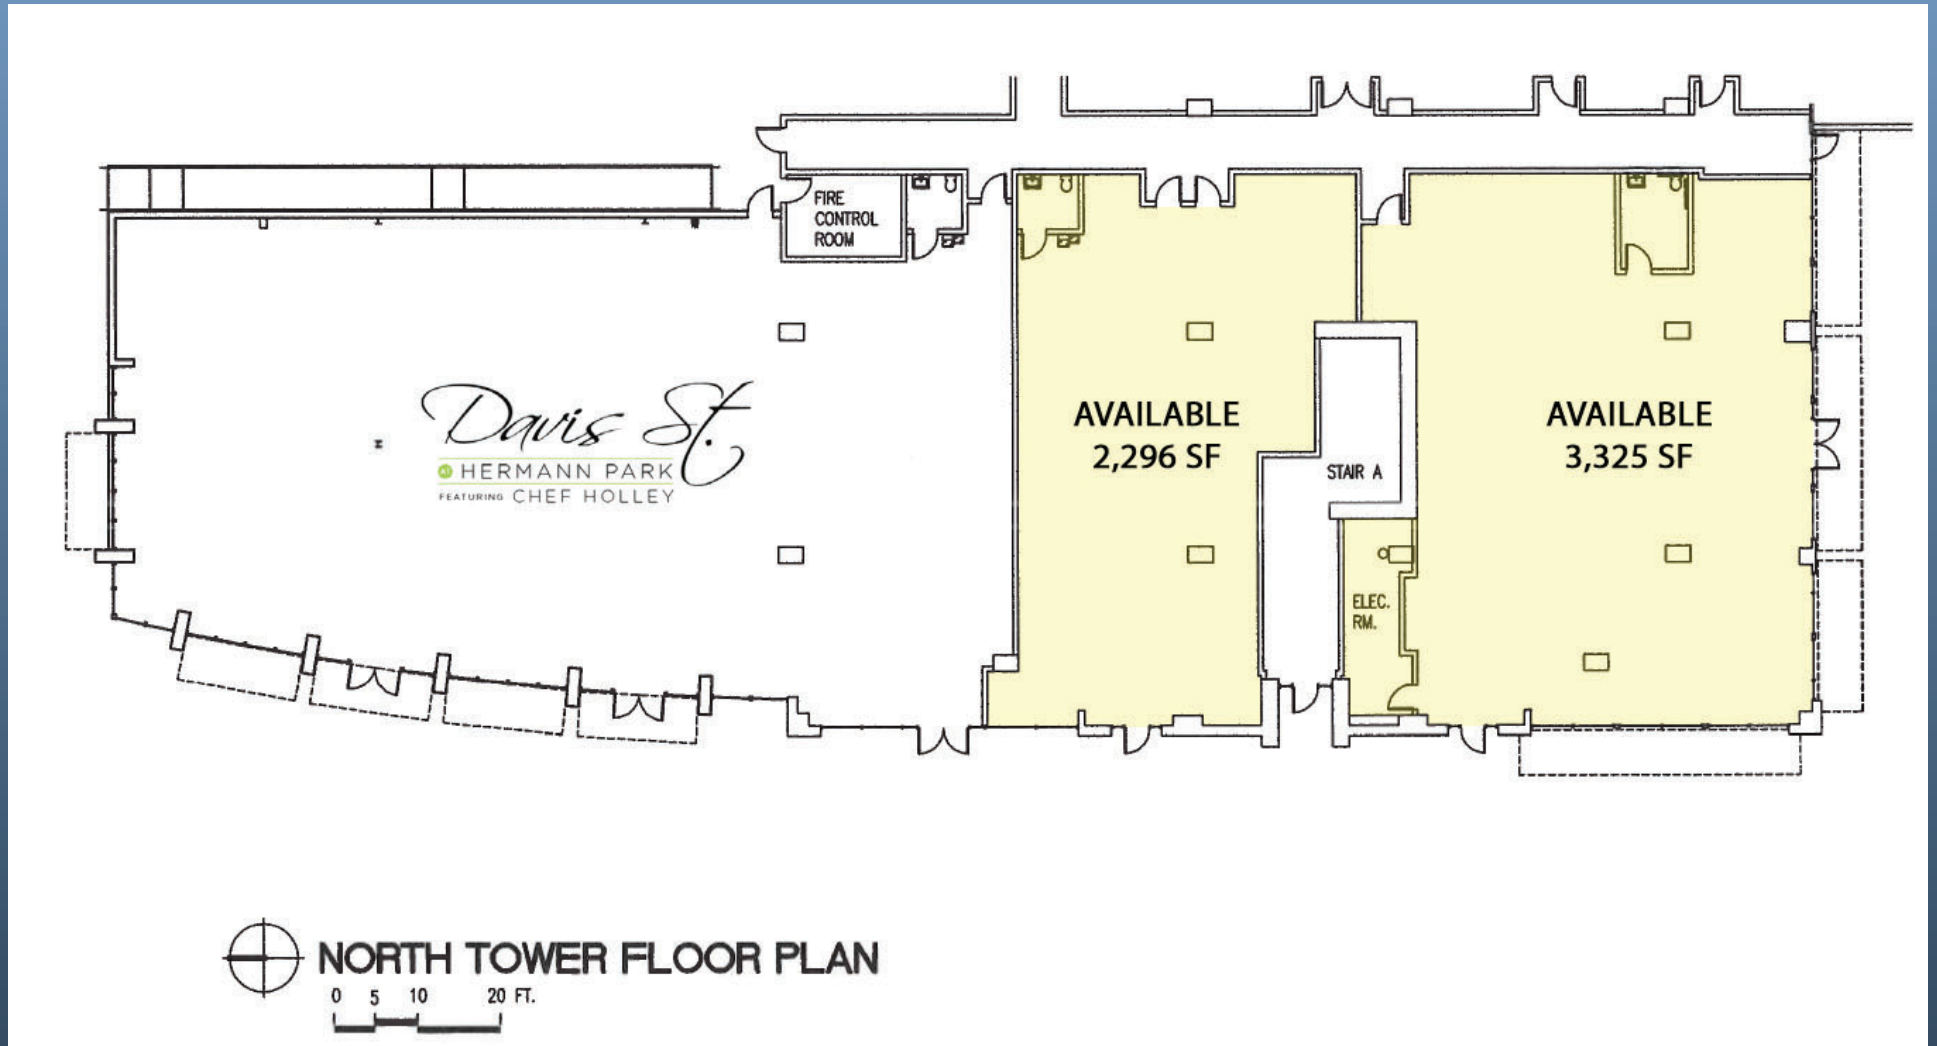 FIRE
CONTROL
ROOM
Davis St.
AT HERMANN PARK
FEATURING CHEF HOLLEY
AVAILABLE
2,296 SF
STAIR A
AVAILABLE
3,325 SF
ELEC.
RM.
NORTH TOWER FLOOR PLAN
0 5 10 20 FT.